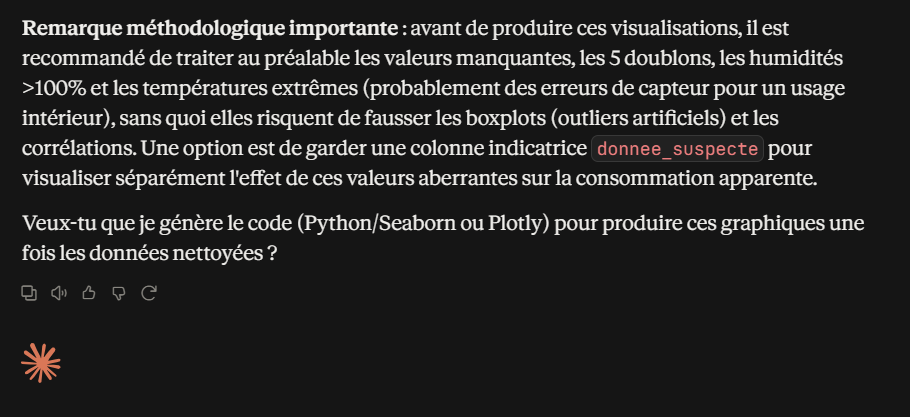 Remarque méthodologique importante : avant de produire ces visualisations, il est
recommandé de traiter au préalable les valeurs manquantes, les 5 doublons, les humidités
>100% et les températures extrêmes (probablement des erreurs de capteur pour un usage
intérieur), sans quoi elles risquent de fausser les boxplots (outliers artificiels) et les
corrélations. Une option est de garder une colonne indicatrice donnee_suspecte pour
visualiser séparément l'effet de ces valeurs aberrantes sur la consommation apparente.
Veux-tu que je génère le code (Python/Seaborn ou Plotly) pour produire ces graphiques une
fois les données nettoyées ?